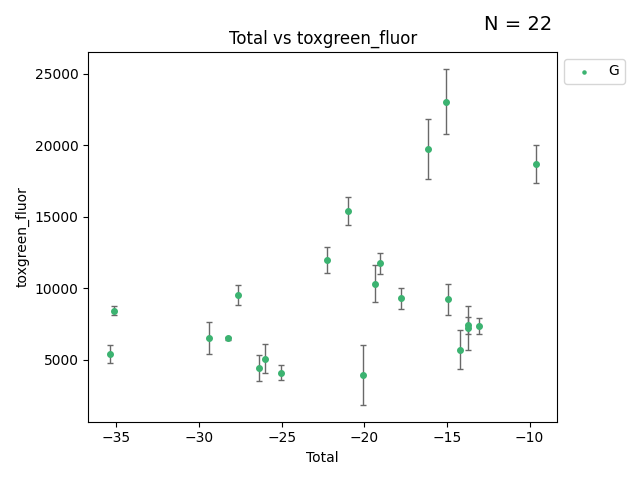 N = 22
Total vs toxgreen_fluor
G
25000
20000
15000
10000
5000
toxgreen_fluor
−35
−30
−25
−20
−15
−10
Total